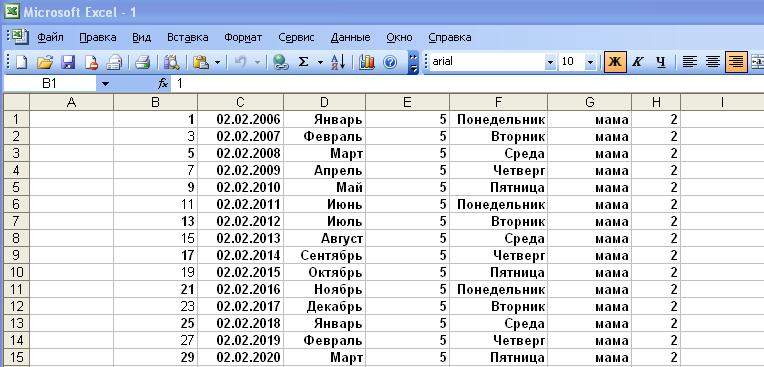 Microsoft Excel - 1
Файл Правка Вид Вставка Формат Сервис Данные Окно Справка
arial 10 Ж К Ч
B1 fx 1
A B C D E F G H I
1 1 02.02.2006 Январь 5 Понедельник мама 2
2 3 02.02.2007 Февраль 5 Вторник мама 2
3 5 02.02.2008 Март 5 Среда мама 2
4 7 02.02.2009 Апрель 5 Четверг мама 2
5 9 02.02.2010 Май 5 Пятница мама 2
6 11 02.02.2011 Июнь 5 Понедельник мама 2
7 13 02.02.2012 Июль 5 Вторник мама 2
8 15 02.02.2013 Август 5 Среда мама 2
9 17 02.02.2014 Сентябрь 5 Четверг мама 2
10 19 02.02.2015 Октябрь 5 Пятница мама 2
11 21 02.02.2016 Ноябрь 5 Понедельник мама 2
12 23 02.02.2017 Декабрь 5 Вторник мама 2
13 25 02.02.2018 Январь 5 Среда мама 2
14 27 02.02.2019 Февраль 5 Четверг мама 2
15 29 02.02.2020 Март 5 Пятница мама 2